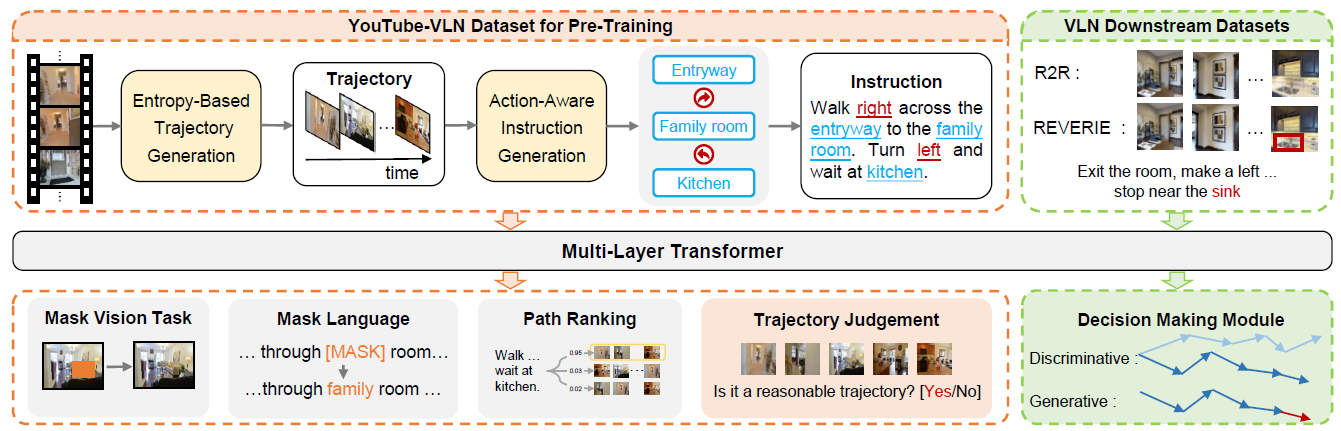 YouTube-VLN Dataset for Pre-Training
Entropy-Based
Trajectory
Generation
Trajectory
time
Action-Aware
Instruction
Generation
Entryway
Family room
Kitchen
Instruction
Walk right across the
entryway to the family
room. Turn left and
wait at kitchen.
VLN Downstream Datasets
R2R :
...
REVERIE :
...
Exit the room, make a left ...
stop near the sink
Multi-Layer Transformer
Mask Vision Task
Mask Language
... through [MASK] room...
...through family room ...
Path Ranking
Walk ...
wait at
kitchen.
0.95
0.03
0.02
Trajectory Judgement
Is it a reasonable trajectory? [Yes/No]
Decision Making Module
Discriminative :
Generative :